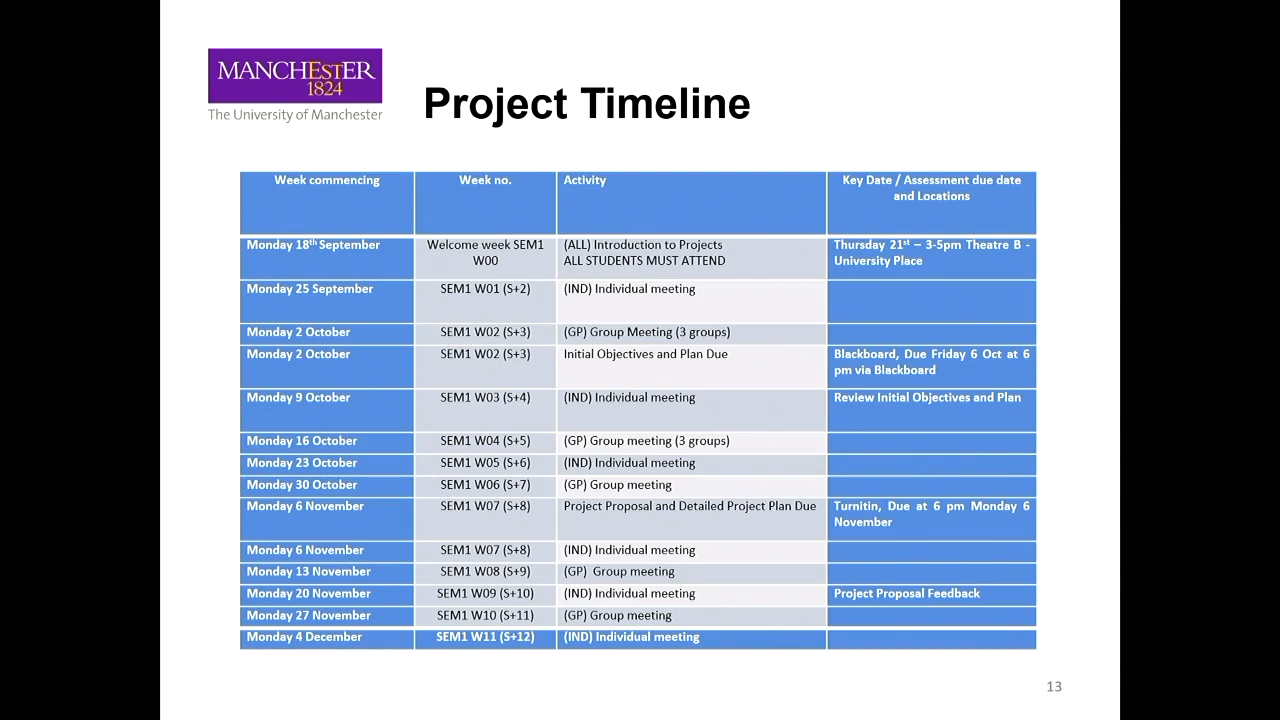 MANCHESTER
1824
The University of Manchester
Project Timeline
Week commencing Week no. Activity Key Date / Assessment due date
and Locations
Monday 18th September Welcome week SEM1 (ALL) Introduction to Projects Thursday 21st – 3-5pm Theatre B -
W00 ALL STUDENTS MUST ATTEND University Place
Monday 25 September SEM1 W01 (S+2) (IND) Individual meeting
Monday 2 October SEM1 W02 (S+3) (GP) Group Meeting (3 groups)
Monday 2 October SEM1 W02 (S+3) Initial Objectives and Plan Due Blackboard, Due Friday 6 Oct at 6
pm via Blackboard
Monday 9 October SEM1 W03 (S+4) (IND) Individual meeting Review Initial Objectives and Plan
Monday 16 October SEM1 W04 (S+5) (GP) Group meeting (3 groups)
Monday 23 October SEM1 W05 (S+6) (IND) Individual meeting
Monday 30 October SEM1 W06 (S+7) (GP) Group meeting
Monday 6 November SEM1 W07 (S+8) Project Proposal and Detailed Project Plan Due Turnitin, Due at 6 pm Monday 6
November
Monday 6 November SEM1 W07 (S+8) (IND) Individual meeting
Monday 13 November SEM1 W08 (S+9) (GP) Group meeting
Monday 20 November SEM1 W09 (S+10) (IND) Individual meeting Project Proposal Feedback
Monday 27 November SEM1 W10 (S+11) (GP) Group meeting
Monday 4 December SEM1 W11 (S+12) (IND) Individual meeting
13